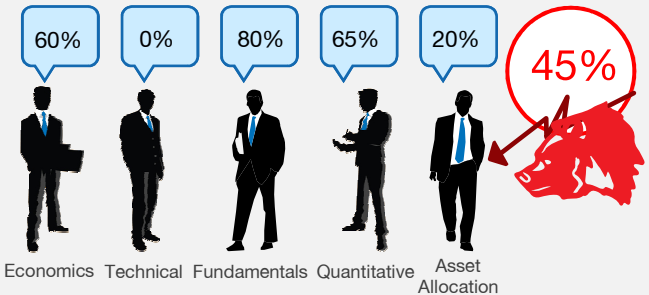 60%
0%
80%
65%
20%
45%
Economics
Technical
Fundamentals
Quantitative
Asset
Allocation